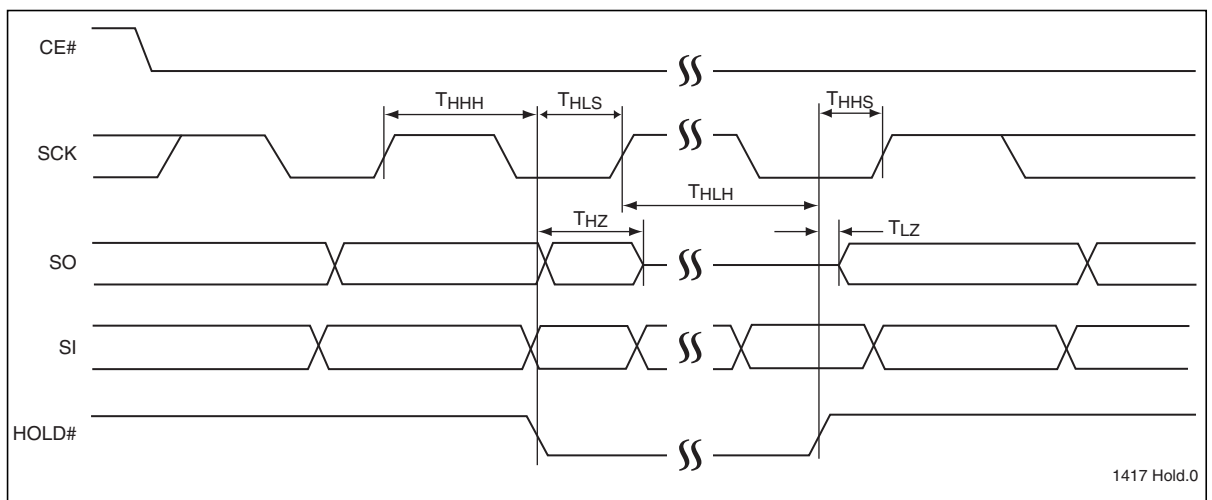 CE#
THHH
THLS
THHS
SCK
THLH
THZ
TLZ
SO
SI
HOLD#
1417 Hold.0